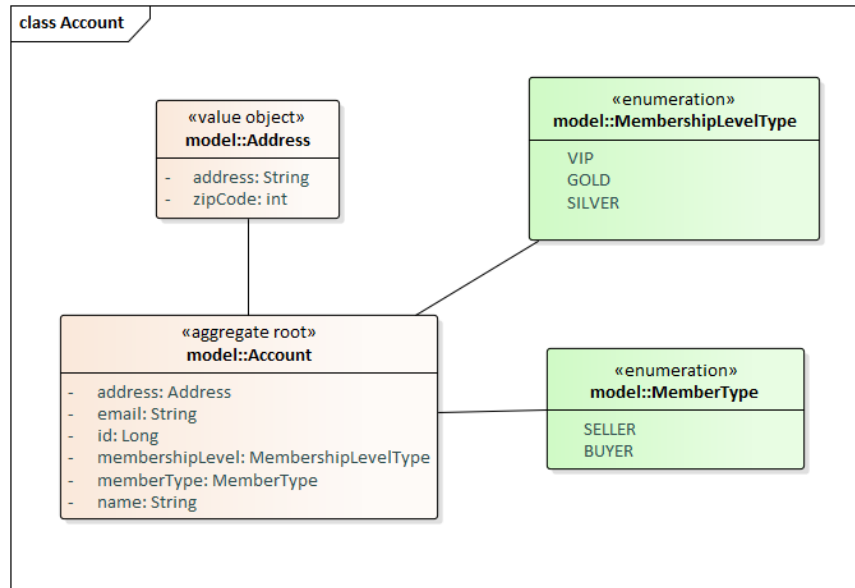 class Account
«value object»
model::Address
- address: String
- zipCode: int
«enumeration»
model::MembershipLevelType
VIP
GOLD
SILVER
«aggregate root»
model::Account
- address: Address
- email: String
- id: Long
- membershipLevel: MembershipLevelType
- memberType: MemberType
- name: String
«enumeration»
model::MemberType
SELLER
BUYER